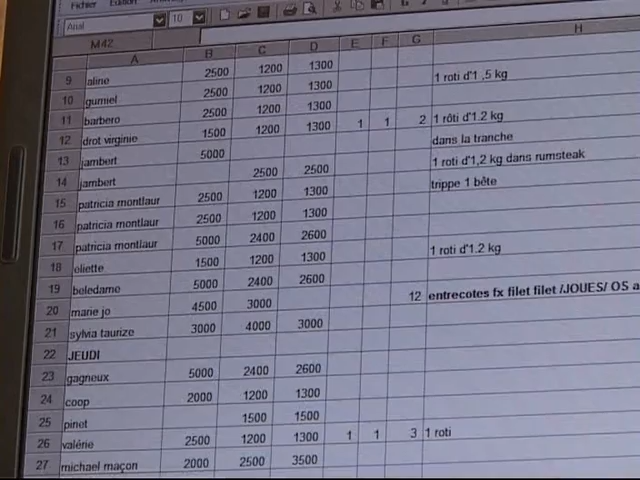 Fichier Edition
Arial 10
M42
A B C D E F G H
9 aline 2500 1200 1300
10 gumiel 2500 1200 1300 1 roti d'1 ,5 kg
11 barbero 2500 1200 1300
12 drot virginie 1500 1200 1300 1 1 2 1 rôti d'1.2 kg
13 jambert 5000 dans la tranche
14 jambert 2500 2500 1 roti d'1,2 kg dans rumsteak
15 patricia montlaur 2500 1200 1300 trippe 1 bête
16 patricia montlaur 2500 1200 1300
17 patricia montlaur 5000 2400 2600
18 eliette 1500 1200 1300 1 roti d'1.2 kg
19 beledame 5000 2400 2600
20 marie jo 4500 3000 12 entrecotes fx filet filet /JOUES/ OS a
21 sylvia taurize 3000 4000 3000
22 JEUDI
23 gagneux 5000 2400 2600
24 coop 2000 1200 1300
25 pinet 1500 1500
26 valérie 2500 1200 1300 1 1 3 1 roti
27 michael maçon 2000 2500 3500